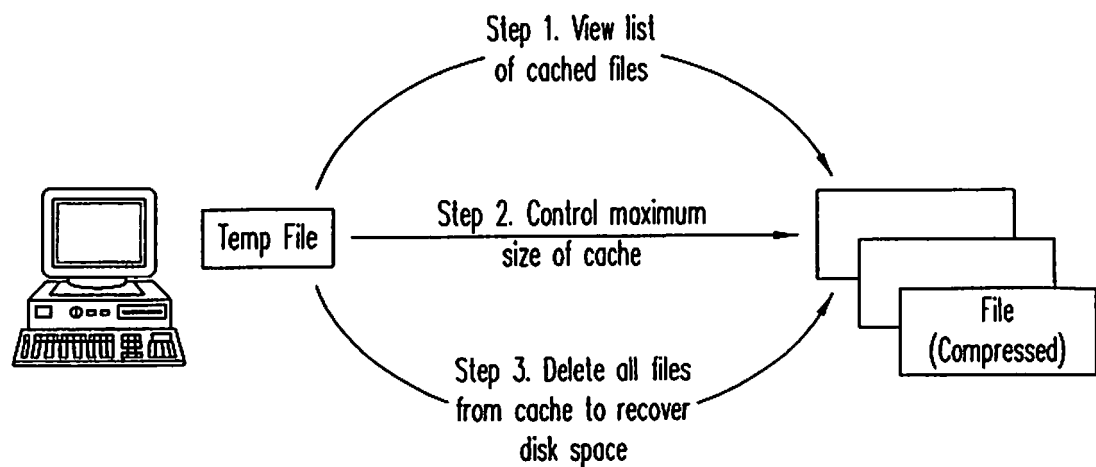 Step 1. View list
of cached files
Temp File
Step 2. Control maximum
size of cache
File
(Compressed)
Step 3. Delete all files
from cache to recover
disk space